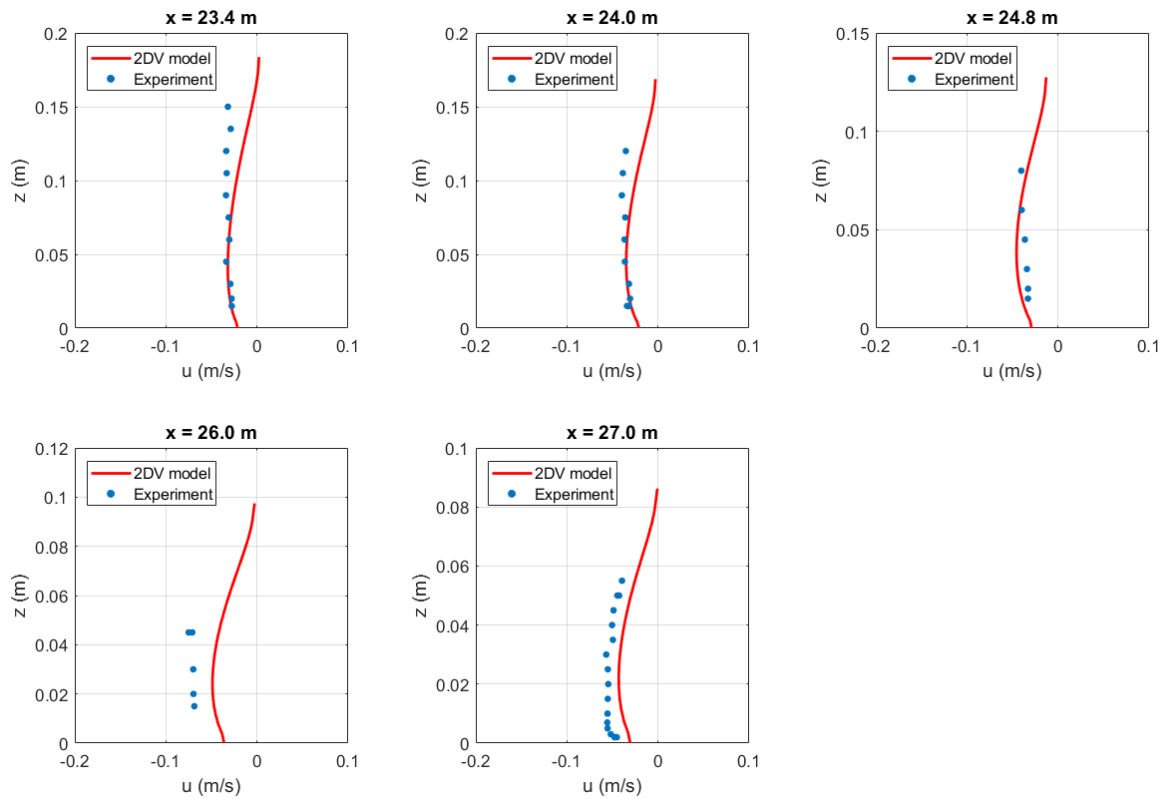 x = 23.4 m
2DV model
Experiment
z (m)
0.2
0.15
0.1
0.05
0
-0.2
-0.1
0
0.1
u (m/s)
x = 24.0 m
2DV model
Experiment
z (m)
0.2
0.15
0.1
0.05
0
-0.2
-0.1
0
0.1
u (m/s)
x = 24.8 m
2DV model
Experiment
z (m)
0.15
0.1
0.05
0
-0.2
-0.1
0
0.1
u (m/s)
x = 26.0 m
2DV model
Experiment
z (m)
0.12
0.1
0.08
0.06
0.04
0.02
0
-0.2
-0.1
0
0.1
u (m/s)
x = 27.0 m
2DV model
Experiment
z (m)
0.1
0.08
0.06
0.04
0.02
0
-0.2
-0.1
0
0.1
u (m/s)